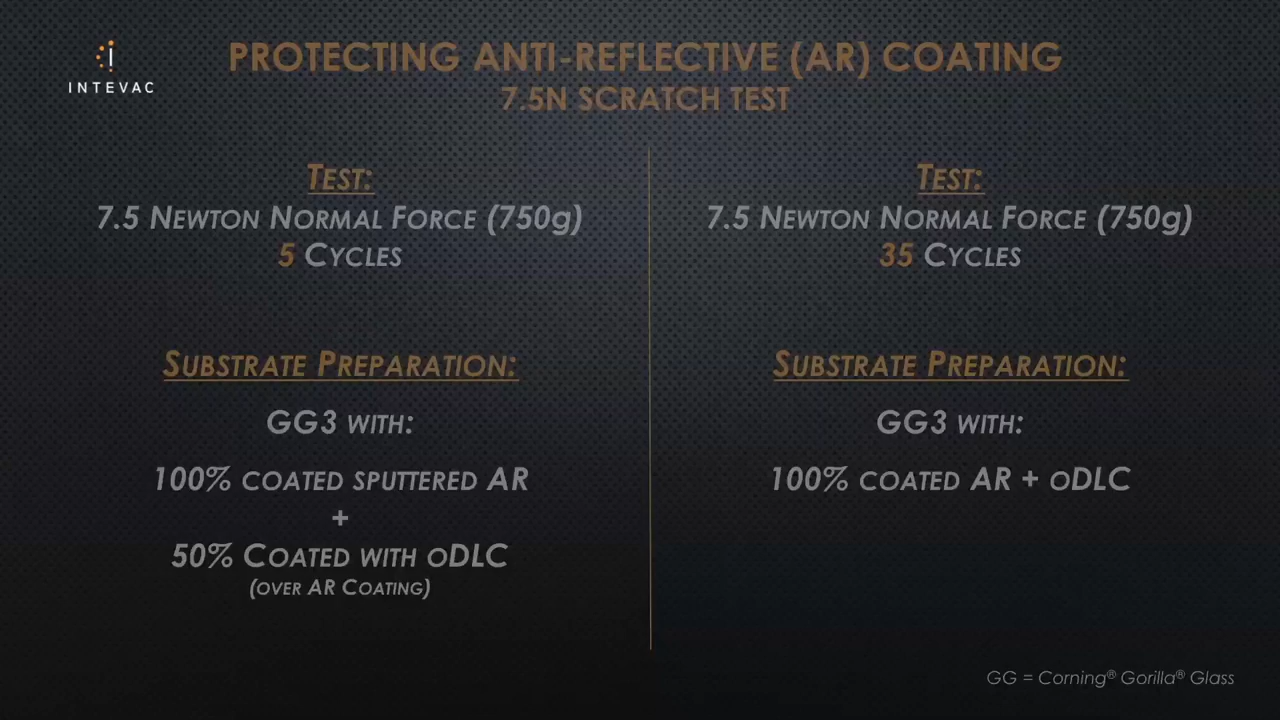 INTEVAC
PROTECTING ANTI-REFLECTIVE (AR) COATING
7.5N SCRATCH TEST
TEST:
7.5 NEWTON NORMAL FORCE (750g)
5 CYCLES
SUBSTRATE PREPARATION:
GG3 WITH:
100% COATED SPUTTERED AR
+
50% COATED WITH ODLC
(OVER AR COATING)
TEST:
7.5 NEWTON NORMAL FORCE (750g)
35 CYCLES
SUBSTRATE PREPARATION:
GG3 WITH:
100% COATED AR + ODLC
GG = Corning® Gorilla® Glass